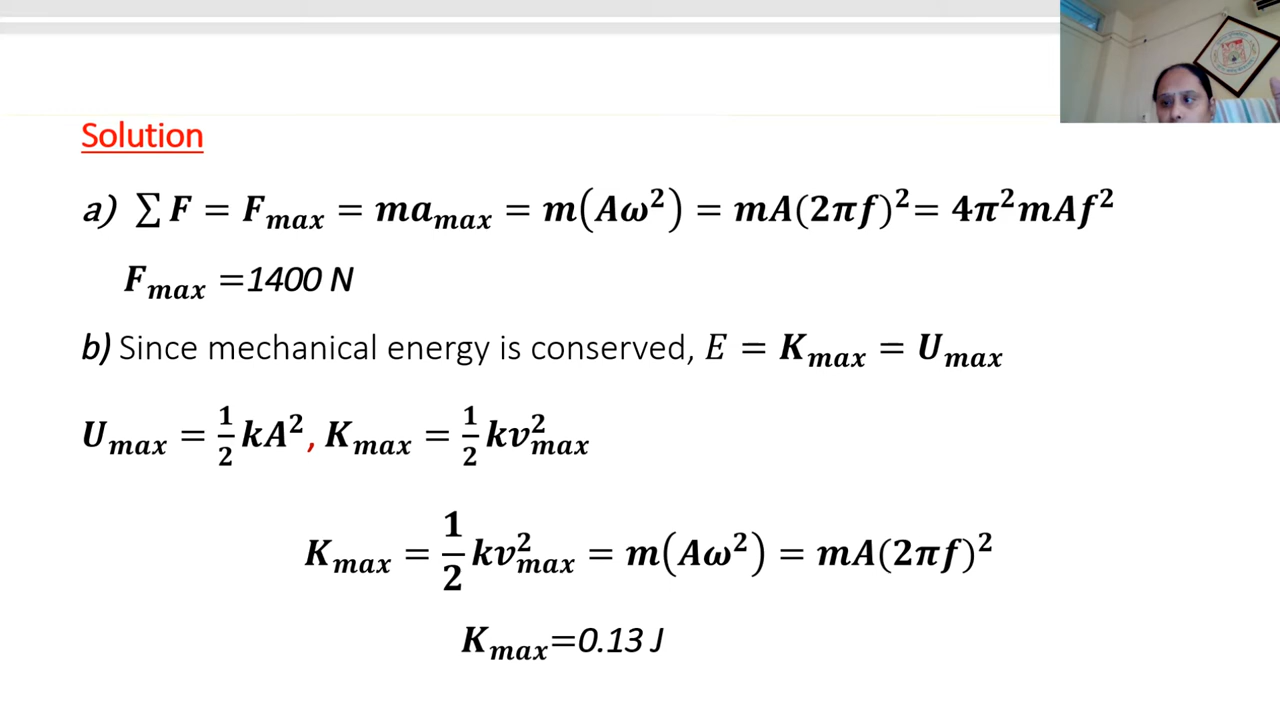 Solution
a) ∑ F = F_max = ma_max = m(Aω²) = mA(2πf)²= 4π²mAf²
F_max =1400 N
b) Since mechanical energy is conserved, E = K_max = U_max
U_max = 1/2 kA², K_max = 1/2 kv²_max
K_max = 1/2 kv²_max = m(Aω²) = mA(2πf)²
K_max=0.13 J